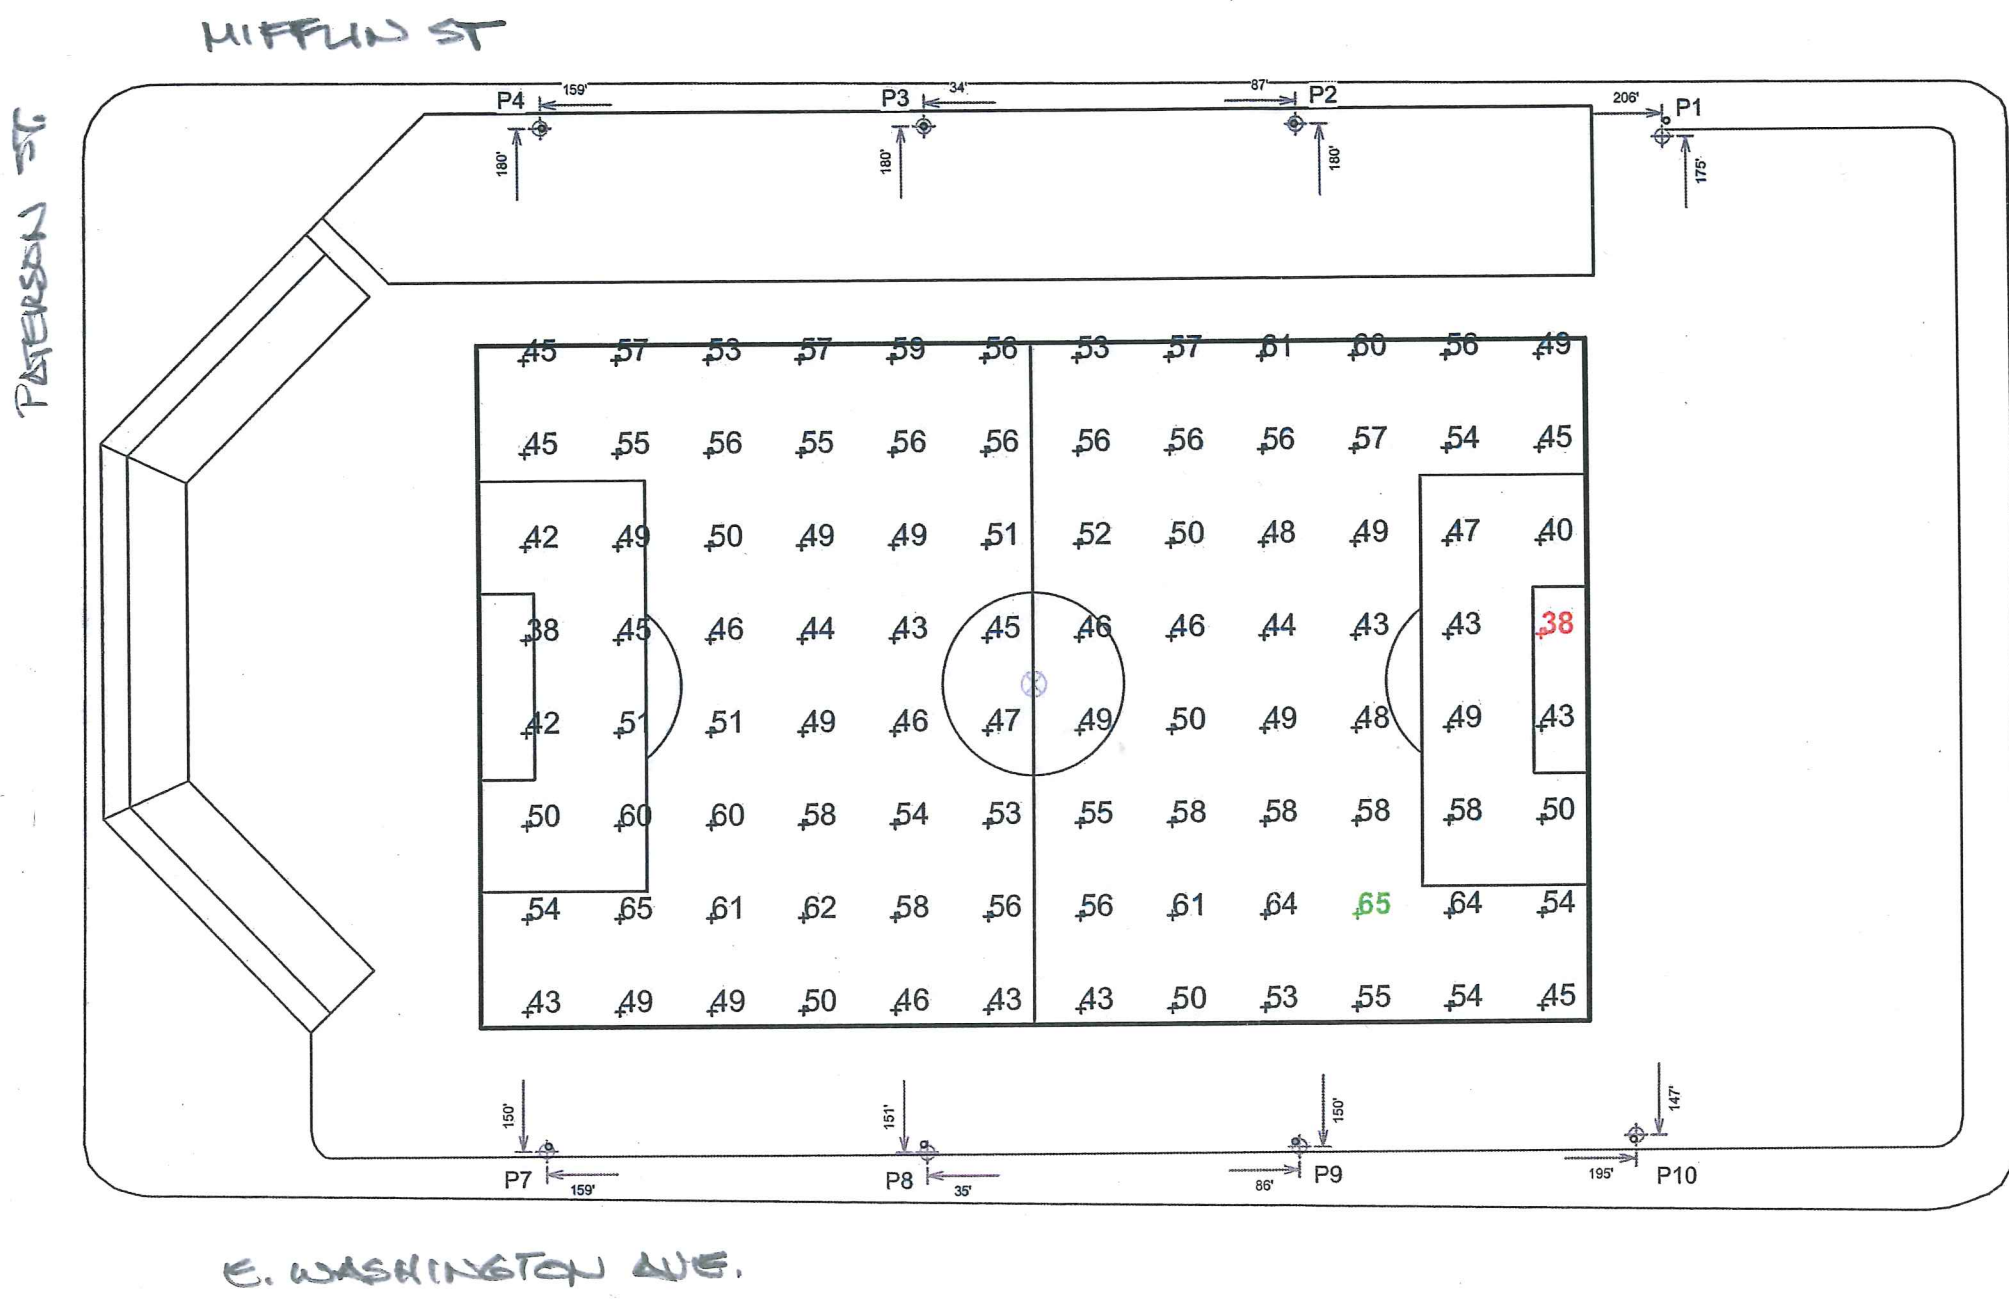 MIFFLIN ST
PATERSON ST.
P4 159' P3 34' 87' P2 206' P1
180' 180' 180' 175'
45 57 53 57 59 56 53 57 61 60 56 49
45 55 56 55 56 56 56 56 56 57 54 45
42 49 50 49 49 51 52 50 48 49 47 40
38 45 46 44 43 45 46 46 44 43 43 38
42 51 51 49 46 47 49 50 49 48 49 43
50 60 60 58 54 53 55 58 58 58 58 50
54 65 61 62 58 56 56 61 64 65 64 54
43 49 49 50 46 43 43 50 53 55 54 45
150' 151' 150' 147'
P7 159' P8 35' 86' P9 195' P10
E. WASHINGTON AVE.